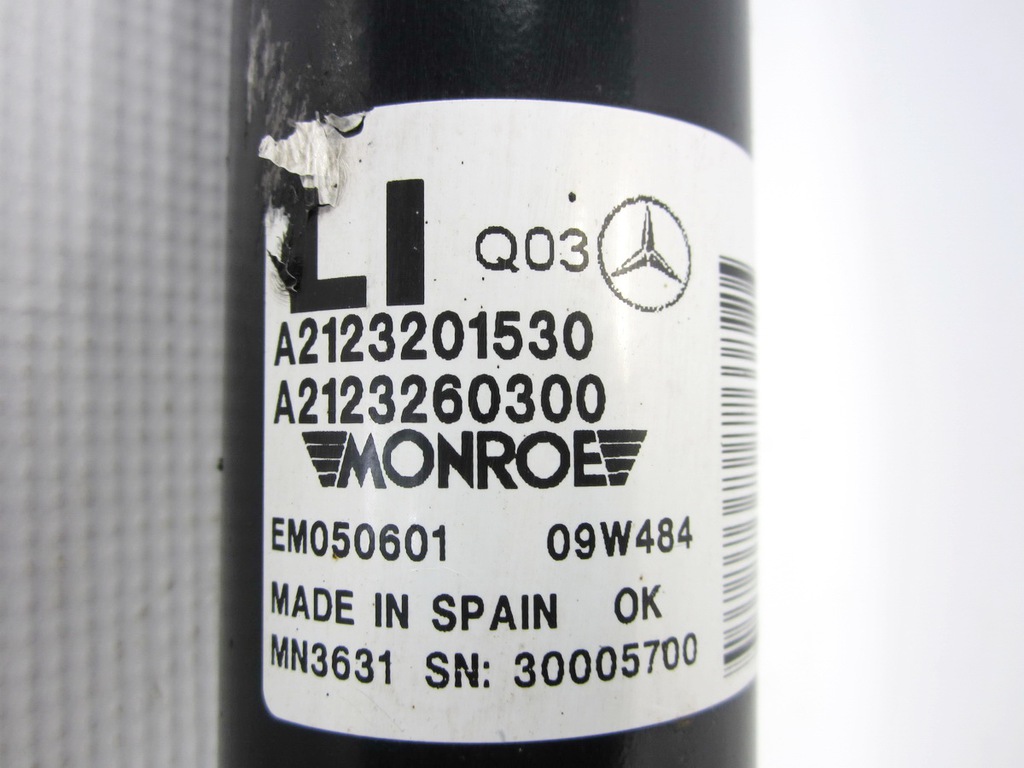 LI Q03
A2123201530
A2123260300
MONROE
EM050601 09W484
MADE IN SPAIN OK
MN3631 SN: 30005700